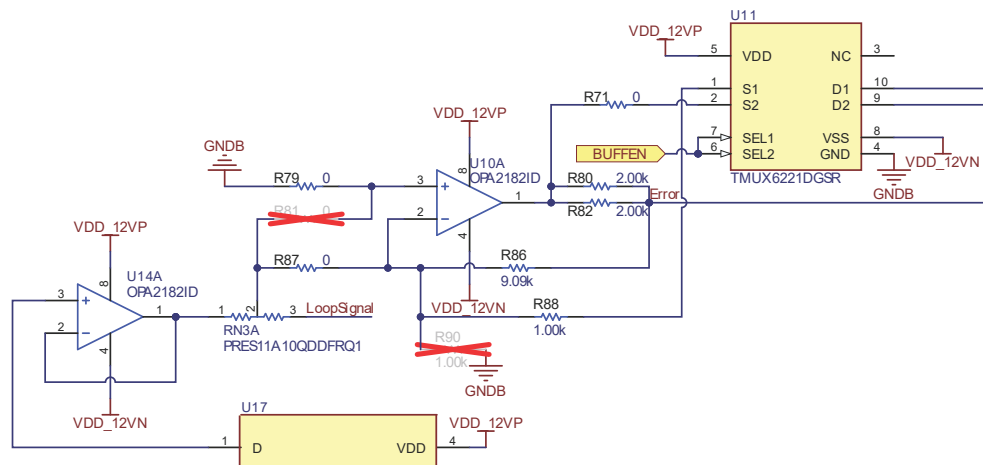 U11
VDD_12VP
5
VDD
NC
3
1
S1
D1
10
R71
0
2
S2
D2
9
VDD_12VP
GNDB
7
SEL1
VSS
8
BUFFEN
6
SEL2
GND
4
VDD_12VN
U10A
OPA2182ID
TMUX6221DGSR
GNDB
R79
0
3
8
1
R80
2.00k
Error
R81
0
2
4
R82
2.00k
VDD_12VP
R87
0
R86
9.09k
U14A
OPA2182ID
VDD_12VN
3
8
1
2
4
1
2
3
LoopSignal
R88
1.00k
RN3A
PRES11A10QDDFRQ1
R90
1.00k
GNDB
VDD_12VN
U17
VDD_12VP
1
D
VDD
4